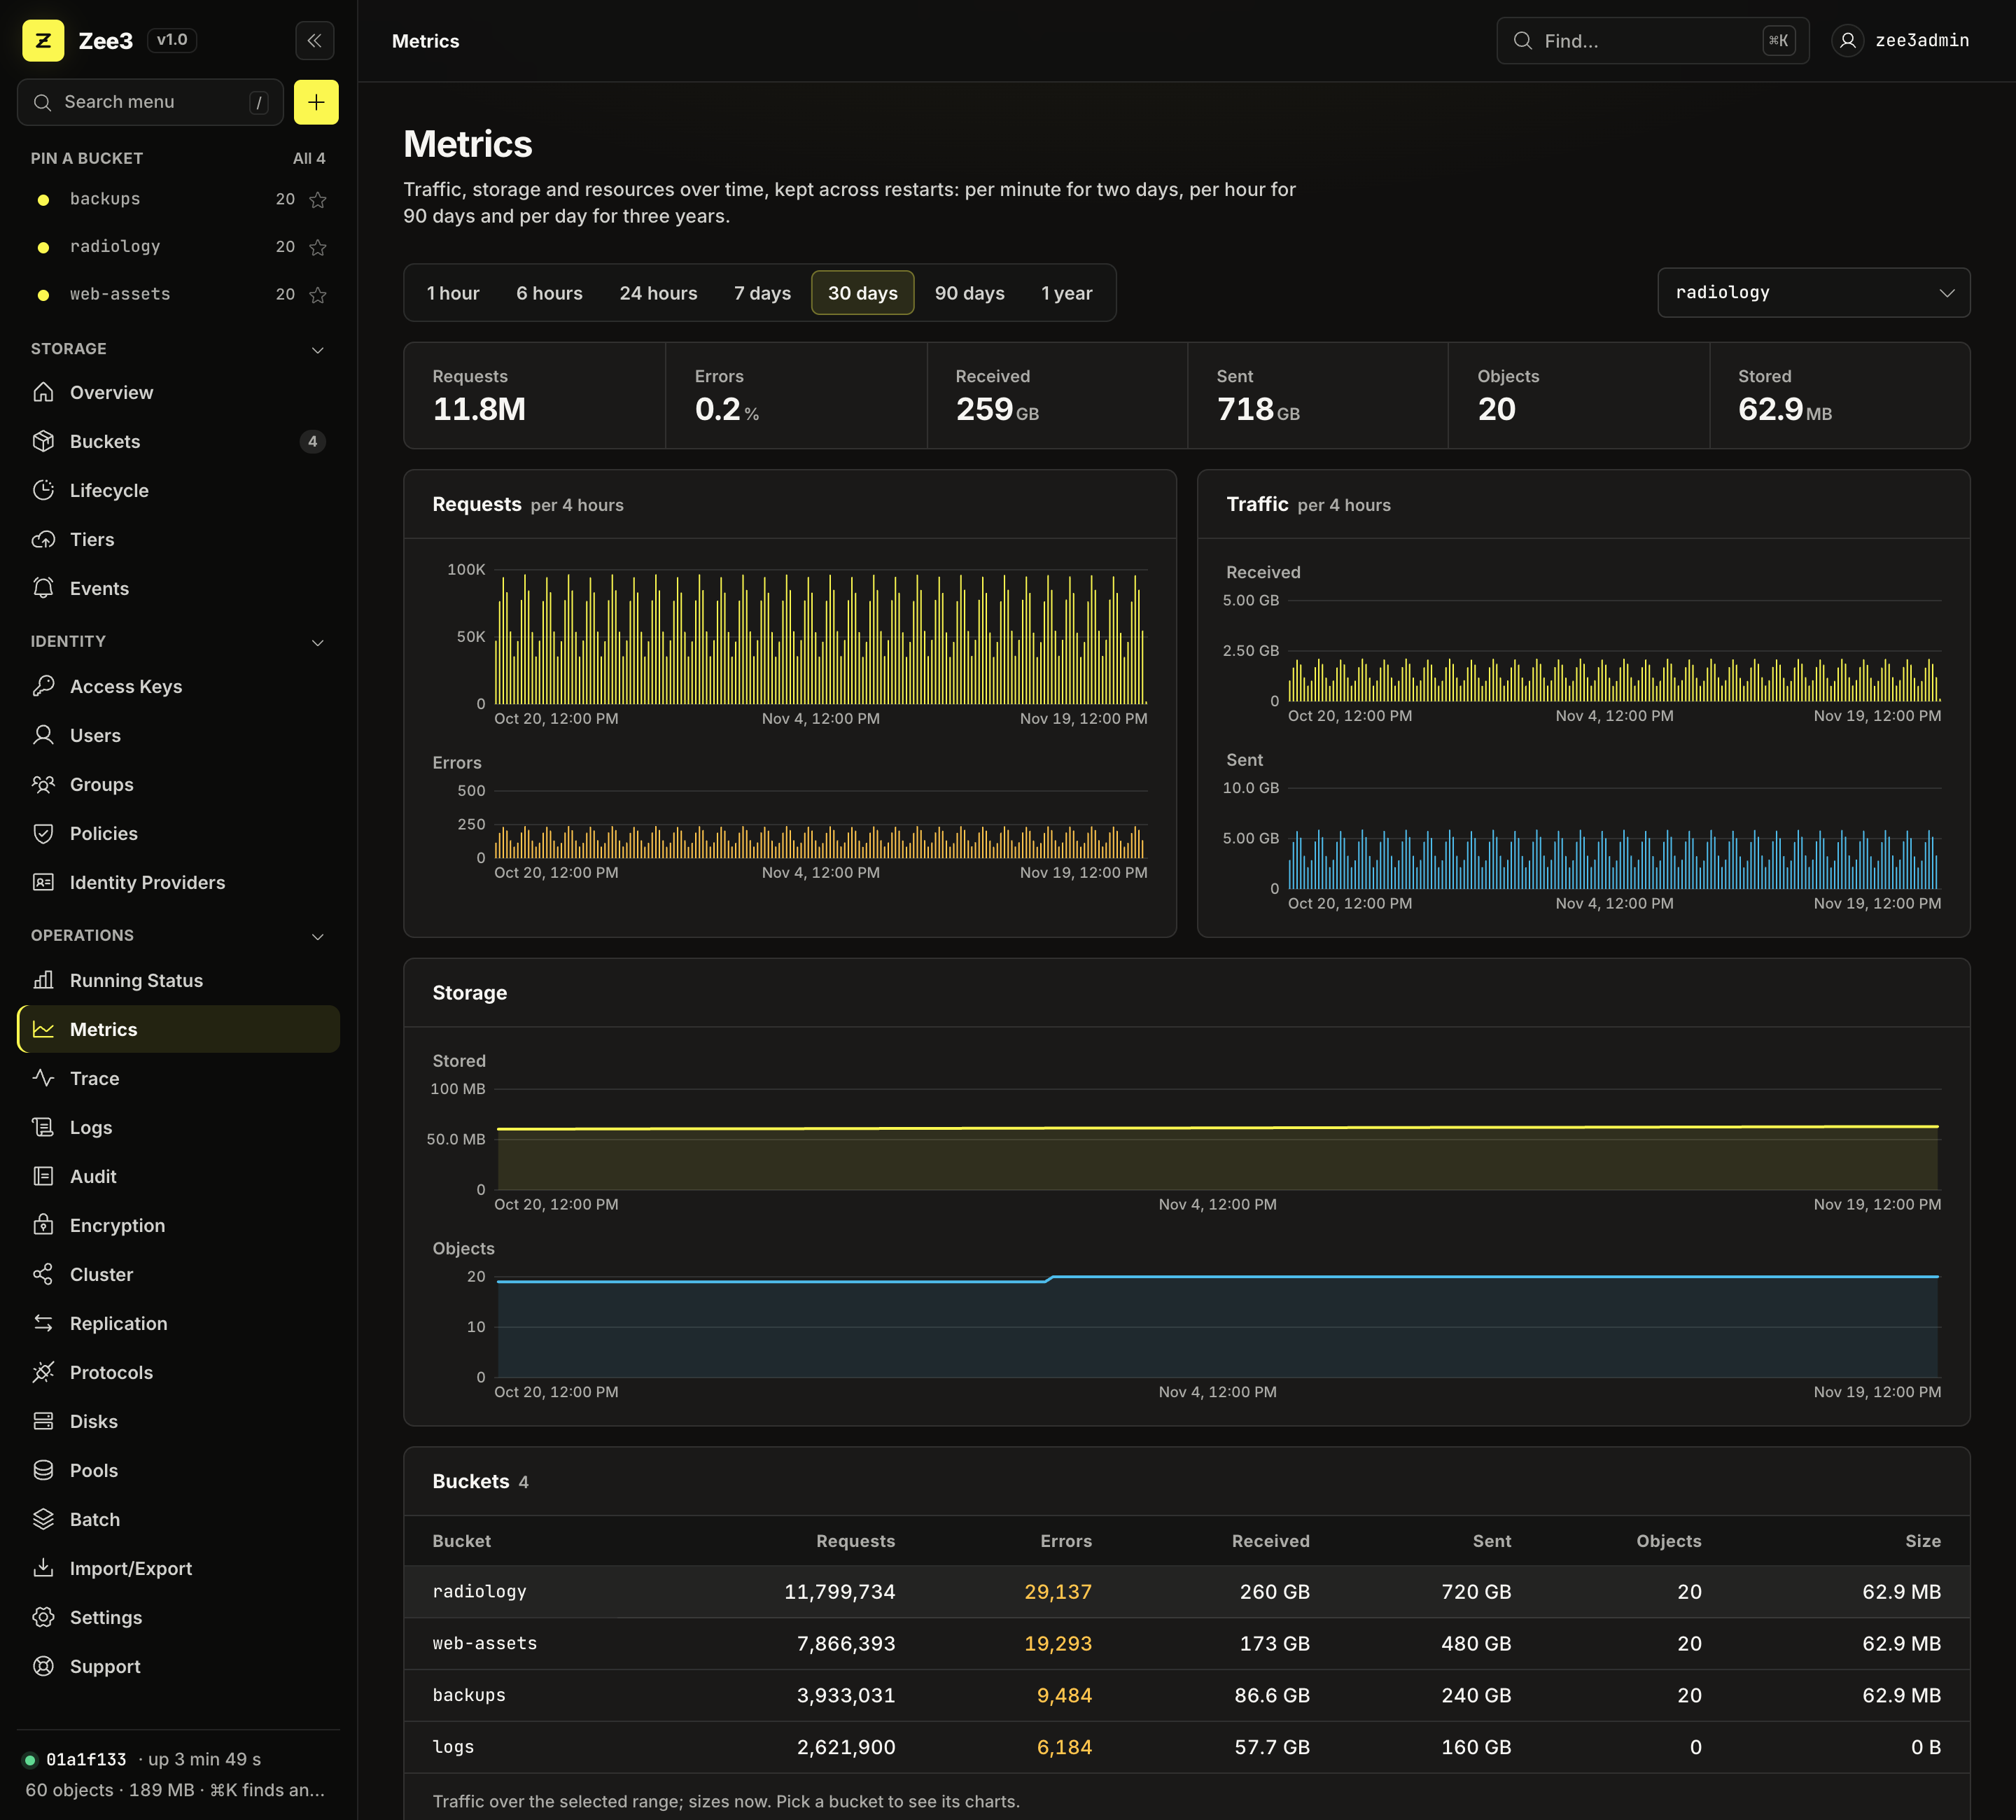 Zee3 v1.0
Search menu /
PIN A BUCKET All 4
backups 20
radiology 20
web-assets 20
STORAGE
Overview
Buckets 4
Lifecycle
Tiers
Events
IDENTITY
Access Keys
Users
Groups
Policies
Identity Providers
OPERATIONS
Running Status
Metrics
Trace
Logs
Audit
Encryption
Cluster
Replication
Protocols
Disks
Pools
Batch
Import/Export
Settings
Support
01a1f133 · up 3 min 49 s
60 objects · 189 MB · ⌘K finds an...
Metrics
Find... ⌘K
zee3admin
Metrics
Traffic, storage and resources over time, kept across restarts: per minute for two days, per hour for
90 days and per day for three years.
1 hour 6 hours 24 hours 7 days 30 days 90 days 1 year
radiology
Requests Errors Received Sent Objects Stored
11.8M 0.2 % 259 GB 718 GB 20 62.9 MB
Requests per 4 hours
100K
50K
0
Oct 20, 12:00 PM Nov 4, 12:00 PM Nov 19, 12:00 PM
Errors
500
250
0
Oct 20, 12:00 PM Nov 4, 12:00 PM Nov 19, 12:00 PM
Traffic per 4 hours
Received
5.00 GB
2.50 GB
0
Oct 20, 12:00 PM Nov 4, 12:00 PM Nov 19, 12:00 PM
Sent
10.0 GB
5.00 GB
0
Oct 20, 12:00 PM Nov 4, 12:00 PM Nov 19, 12:00 PM
Storage
Stored
100 MB
50.0 MB
0
Oct 20, 12:00 PM Nov 4, 12:00 PM Nov 19, 12:00 PM
Objects
20
10
0
Oct 20, 12:00 PM Nov 4, 12:00 PM Nov 19, 12:00 PM
Buckets 4
Bucket Requests Errors Received Sent Objects Size
radiology 11,799,734 29,137 260 GB 720 GB 20 62.9 MB
web-assets 7,866,393 19,293 173 GB 480 GB 20 62.9 MB
backups 3,933,031 9,484 86.6 GB 240 GB 20 62.9 MB
logs 2,621,900 6,184 57.7 GB 160 GB 0 0 B
Traffic over the selected range; sizes now. Pick a bucket to see its charts.